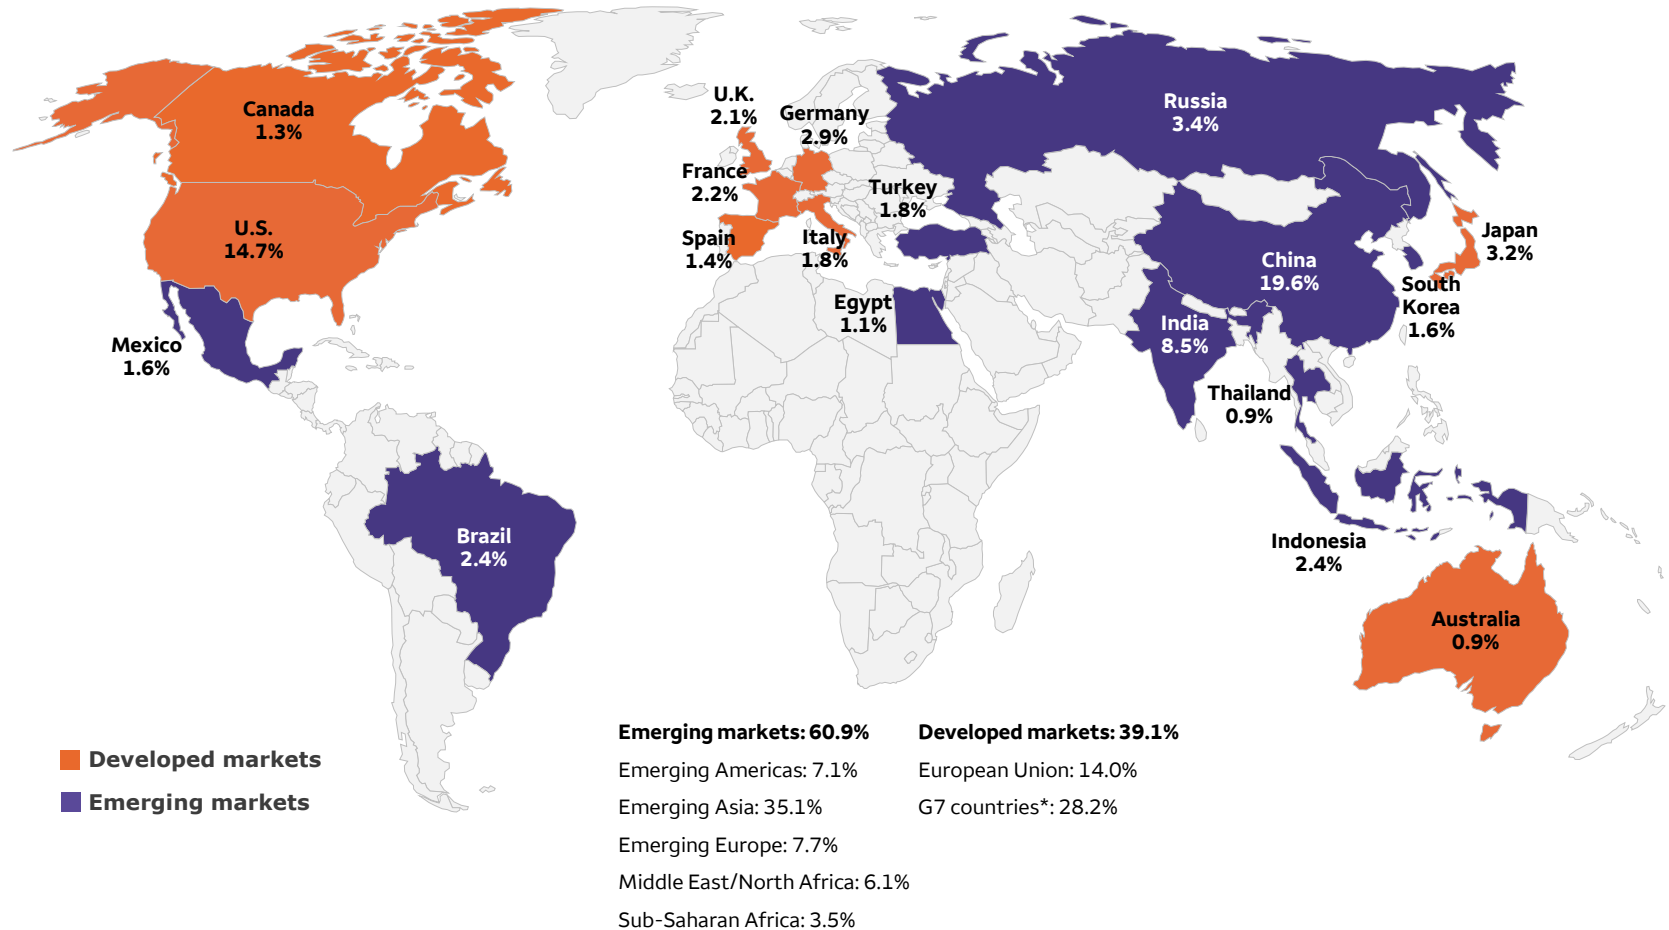 Canada
1.3%
U.S.
14.7%
Mexico
1.6%
Brazil
2.4%
U.K.
2.1%
Germany
2.9%
France
2.2%
Spain
1.4%
Italy
1.8%
Turkey
1.8%
Egypt
1.1%
Russia
3.4%
China
19.6%
India
8.5%
Japan
3.2%
South
Korea
1.6%
Thailand
0.9%
Indonesia
2.4%
Australia
0.9%
Developed markets
Emerging markets
Emerging markets: 60.9%
Emerging Americas: 7.1%
Emerging Asia: 35.1%
Emerging Europe: 7.7%
Middle East/North Africa: 6.1%
Sub-Saharan Africa: 3.5%
Developed markets: 39.1%
European Union: 14.0%
G7 countries*: 28.2%